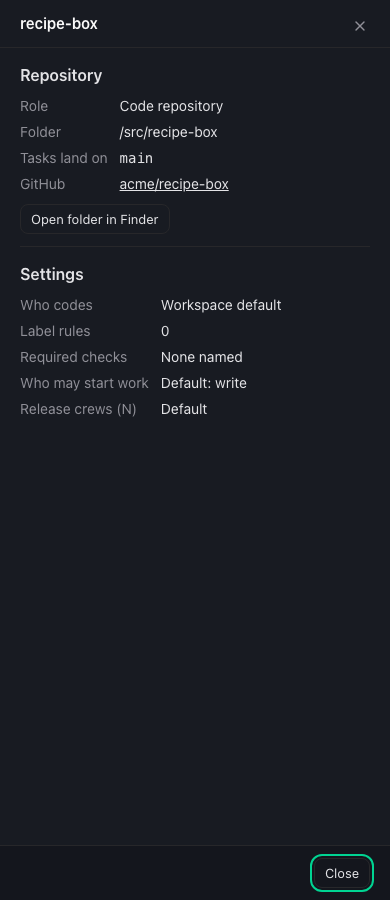 recipe-box
Repository
Role Code repository
Folder /src/recipe-box
Tasks land on main
GitHub acme/recipe-box
Open folder in Finder
Settings
Who codes Workspace default
Label rules 0
Required checks None named
Who may start work Default: write
Release crews (N) Default
Close